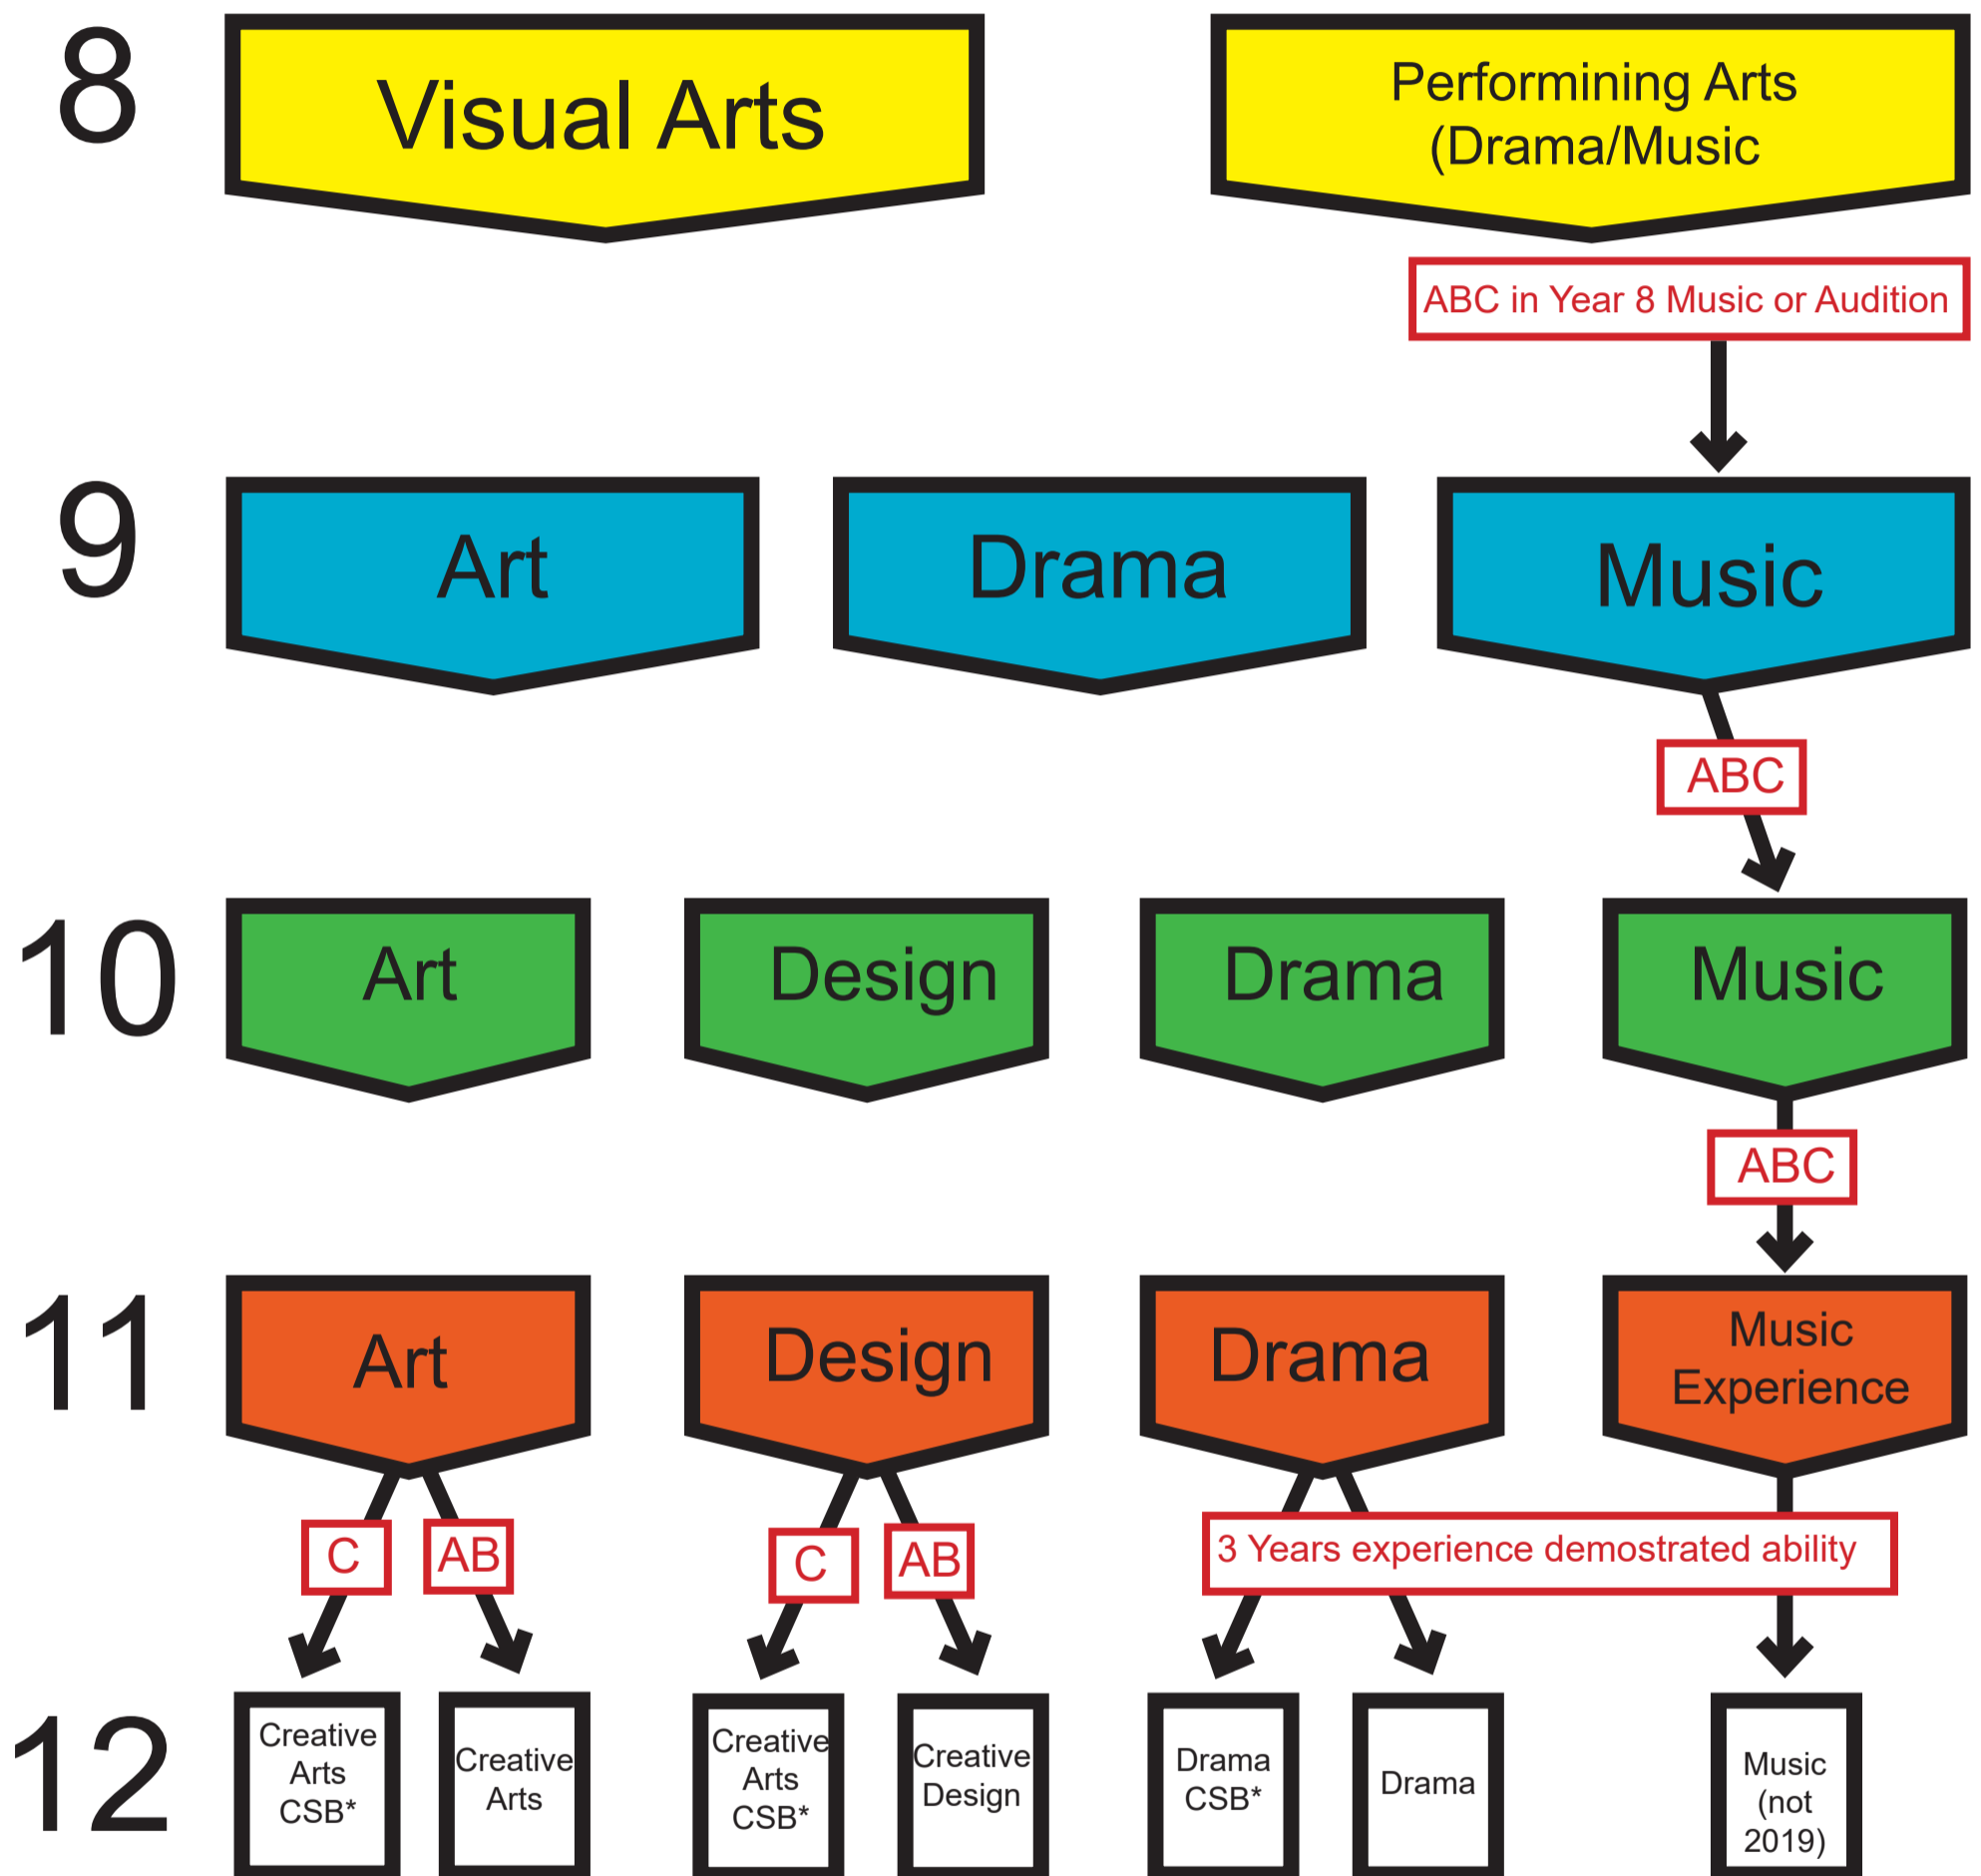 8
Visual Arts
Performining Arts
(Drama/Music
ABC in Year 8 Music or Audition
9
Art
Drama
Music
ABC
10
Art
Design
Drama
Music
ABC
11
Art
Design
Drama
Music
Experience
C
AB
C
AB
3 Years experience demostrated ability
12
Creative
Arts
CSB*
Creative
Arts
Creative
Arts
CSB*
Creative
Design
Drama
CSB*
Drama
Music
(not
2019)